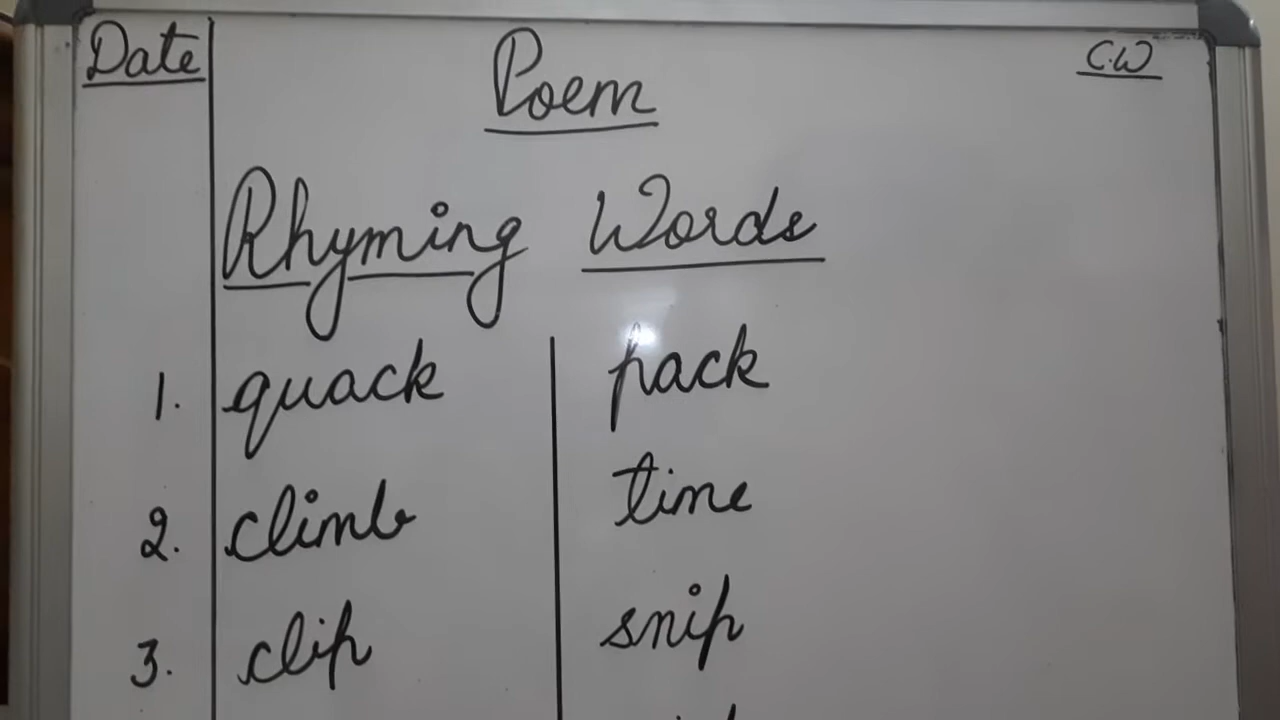 Date Poem C.W
Rhyming Words
1. quack pack
2. climb time
3. clip snip